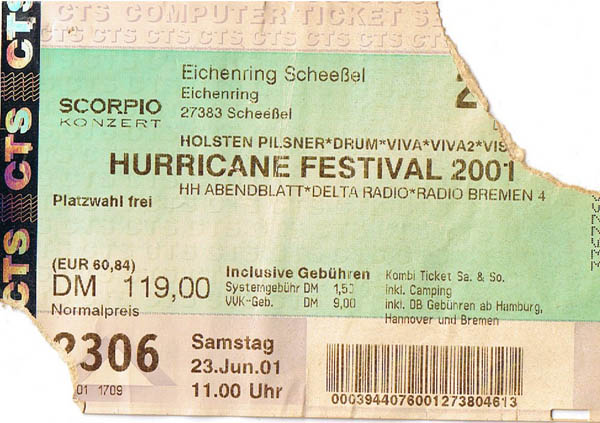 CTS COMPUTER TICKET S
CTS CTS CTS CTS CTS CTS
CTS CTS CTS
Eichenring Scheeßel
Eichenring
27383 Scheeßel
SCORPIO
KONZERT
HOLSTEN PILSNER*DRUM*VIVA*VIVA2*VIS
HURRICANE FESTIVAL 2001
HH ABENDBLATT*DELTA RADIO*RADIO BREMEN 4
Platzwahl frei
(EUR 60,84)
DM 119,00
Normalpreis
Inclusive Gebühren
Systemgebühr DM 1,50
VVK-Geb. DM 9,00
Kombi Ticket Sa. & So.
inkl. Camping
inkl. DB Gebühren ab Hamburg,
Hannover und Bremen
2306
01 1709
Samstag
23.Jun.01
11.00 Uhr
0003944076001273804613